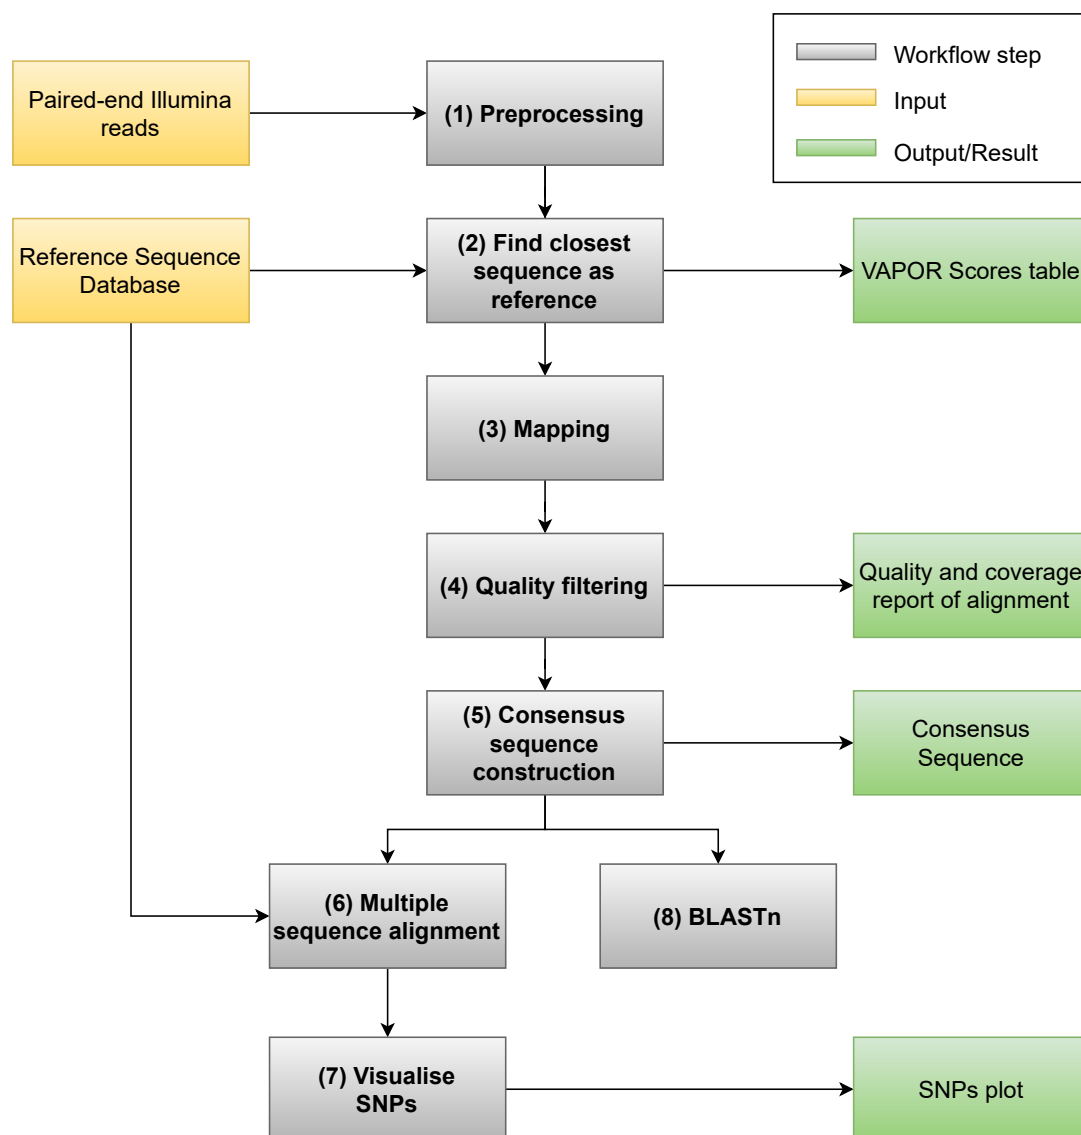 Workflow step
Input
Output/Result
Paired-end Illumina
reads
(1) Preprocessing
Reference Sequence
Database
(2) Find closest
sequence as
reference
VAPOR Scores table
(3) Mapping
(4) Quality filtering
Quality and coverage
report of alignment
(5) Consensus
sequence
construction
Consensus
Sequence
(6) Multiple
sequence alignment
(8) BLASTn
(7) Visualise
SNPs
SNPs plot